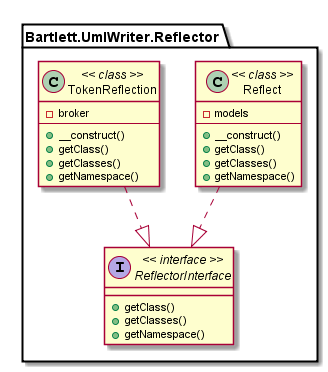 Bartlett.UmlWriter.Reflector
C
<< class >>
TokenReflection
broker
__construct()
getClass()
getClasses()
getNamespace()
C
<< class >>
Reflect
models
__construct()
getClass()
getClasses()
getNamespace()
I
<< interface >>
ReflectorInterface
getClass()
getClasses()
getNamespace()